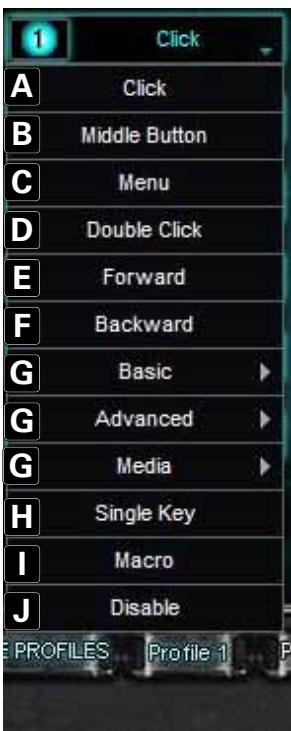 1 Click
A Click
B Middle Button
C Menu
D Double Click
E Forward
F Backward
G Basic
G Advanced
G Media
H Single Key
I Macro
J Disable
E PROFILES Profile 1 P